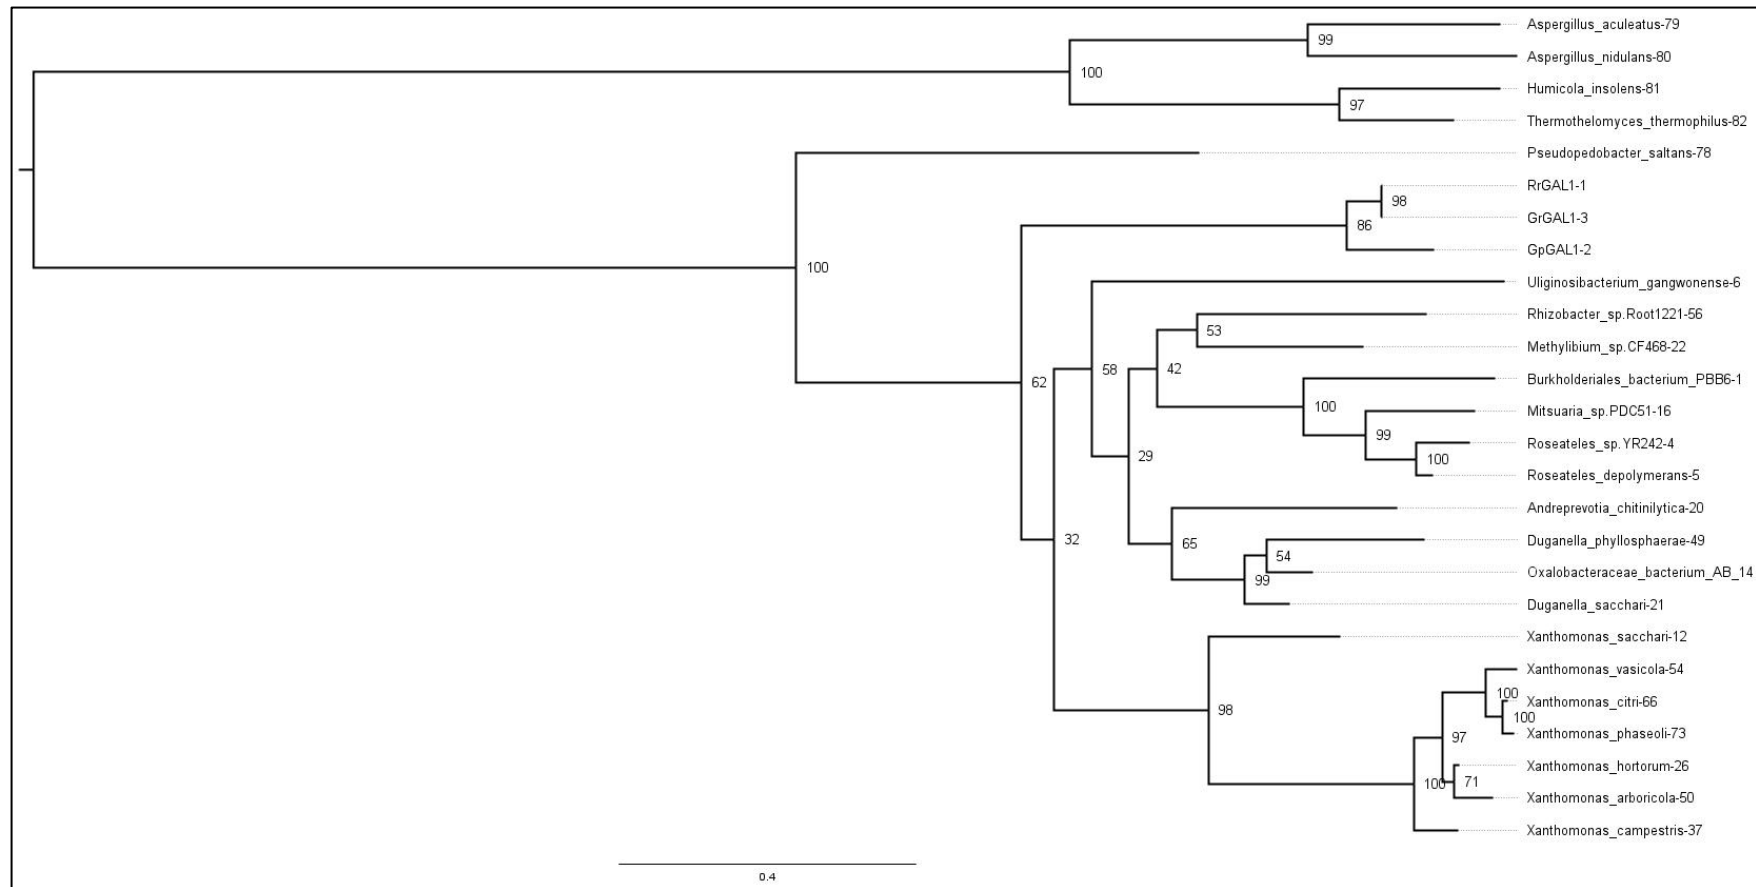 Aspergillus_aculeatus-79
99
Aspergillus_nidulans-80
100
Humicola_insolens-81
97
Thermothelomyces_thermophilus-82
Pseudopedobacter_saltans-78
RrGAL1-1
98
GrGAL1-3
86
GpGAL1-2
100
Uliginosibacterium_gangwonense-6
Rhizobacter_sp.Root1221-56
53
Methylibium_sp.CF468-22
62
58
42
Burkholderiales_bacterium_PBB6-1
100
Mitsuaria_sp.PDC51-16
99
Roseateles_sp.YR242-4
29
100
Roseateles_depolymerans-5
Andreprevotia_chitinilytica-20
32
65
Duganella_phyllosphaerae-49
54
Oxalobacteraceae_bacterium_AB_14
99
Duganella_sacchari-21
Xanthomonas_sacchari-12
Xanthomonas_vasicola-54
100
Xanthomonas_citri-66
98
100
Xanthomonas_phaseoli-73
97
Xanthomonas_hortorum-26
100
71
Xanthomonas_arboricola-50
Xanthomonas_campestris-37
0.4